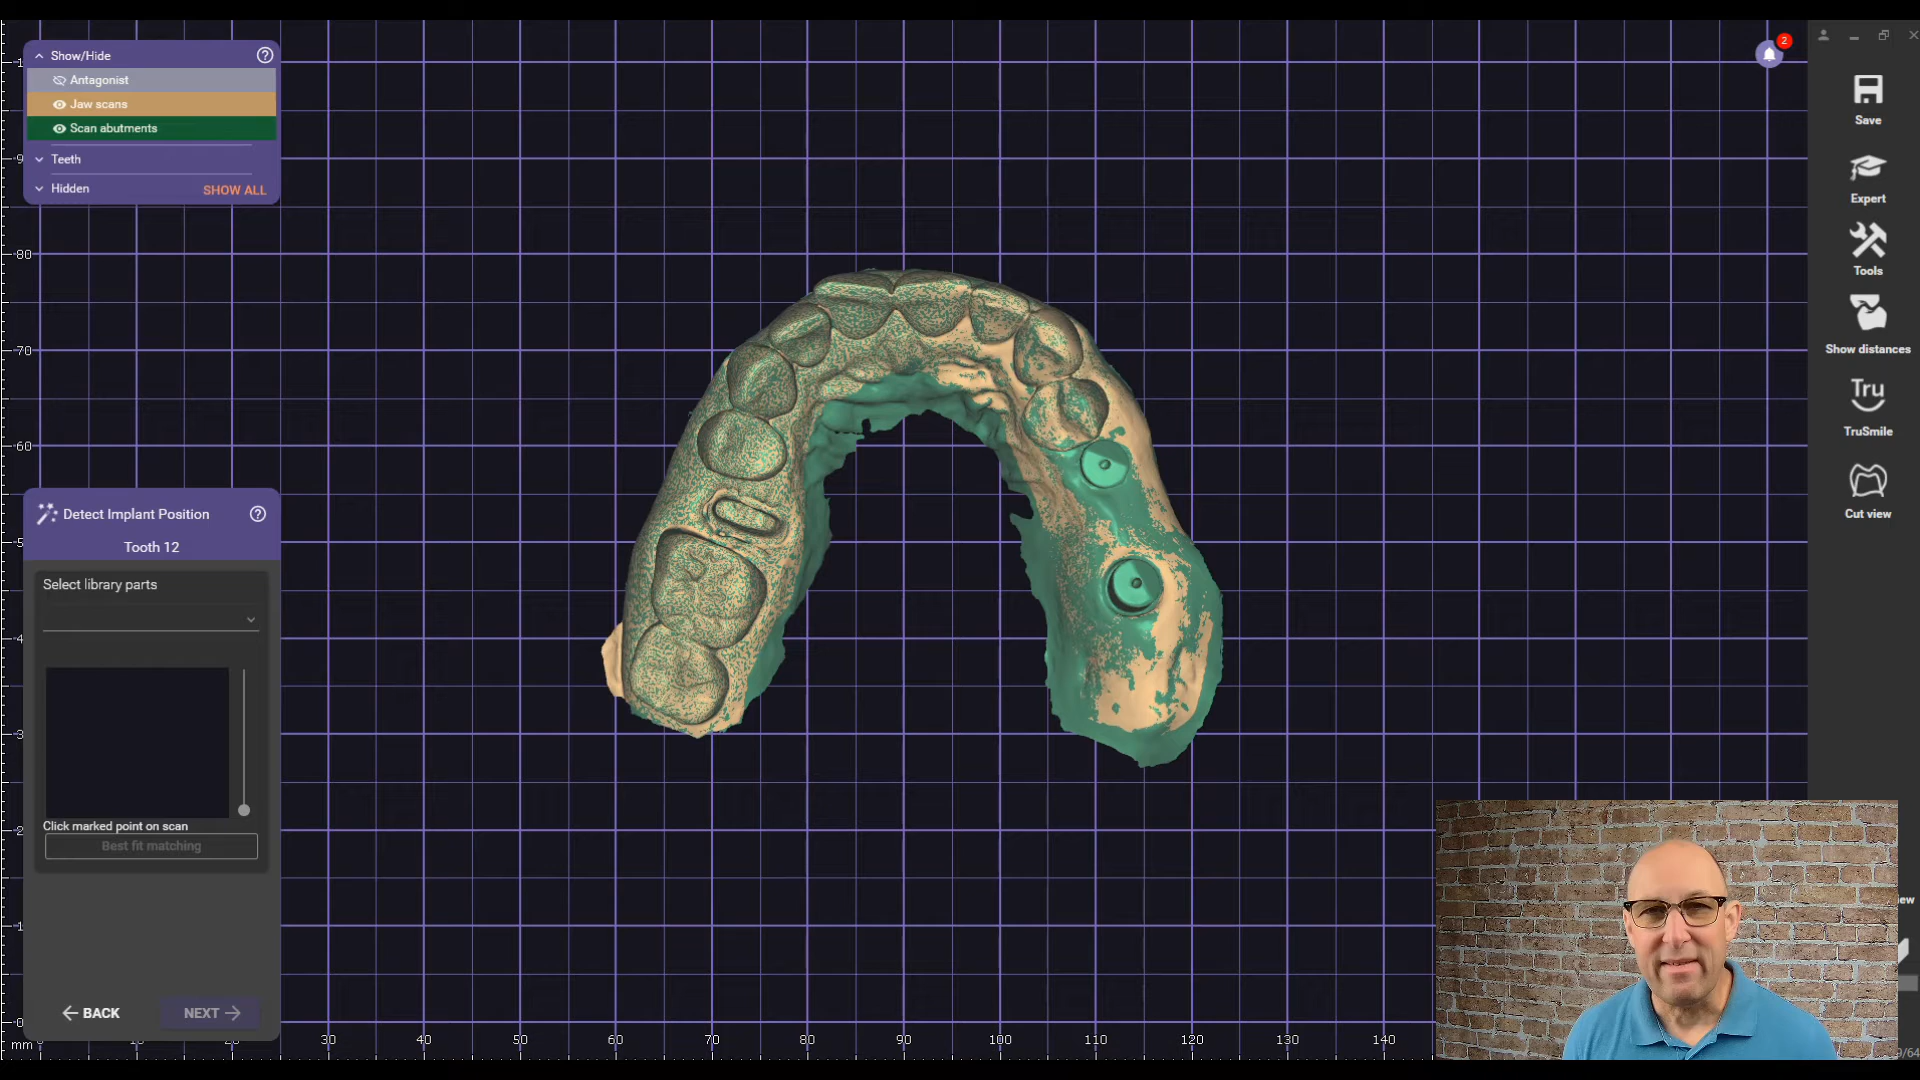 Show/Hide
Antagonist
Jaw scans
Scan abutments
Teeth
Hidden SHOW ALL
2
Save
Expert
Tools
Show distances
Tru
TruSmile
Cut view
80
70
60
Detect Implant Position
Tooth 12
Select library parts
Click marked point on scan
Best fit matching
BACK NEXT
mm 40 50 60 70 80 90 100 110 120 130 140